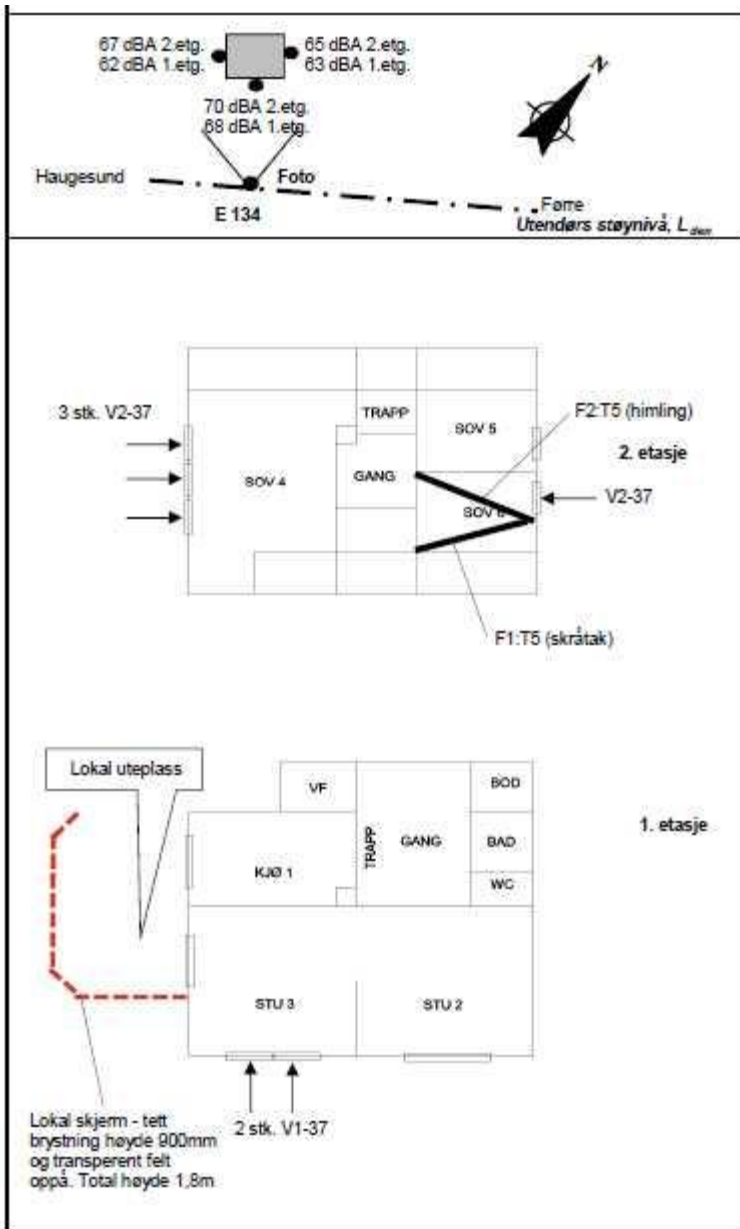 67 dBA 2.etg.
62 dBA 1.etg.
65 dBA 2.etg.
63 dBA 1.etg.
70 dBA 2.etg.
68 dBA 1.etg.
N
Haugesund
Foto
E 134
Førre
Utendørs støynivå, L den
3 stk. V2-37
TRAPP
SOV 5
F2:T5 (himling)
2. etasje
SOV 4
GANG
SOV 6
V2-37
F1:T5 (skråtak)
Lokal uteplass
VF
BOD
1. etasje
KJØ 1
TRAPP
GANG
BAD
WC
STU 3
STU 2
Lokal skjerm - tett
brystning høyde 900mm
og transperent felt
oppå. Total høyde 1,8m
2 stk. V1-37